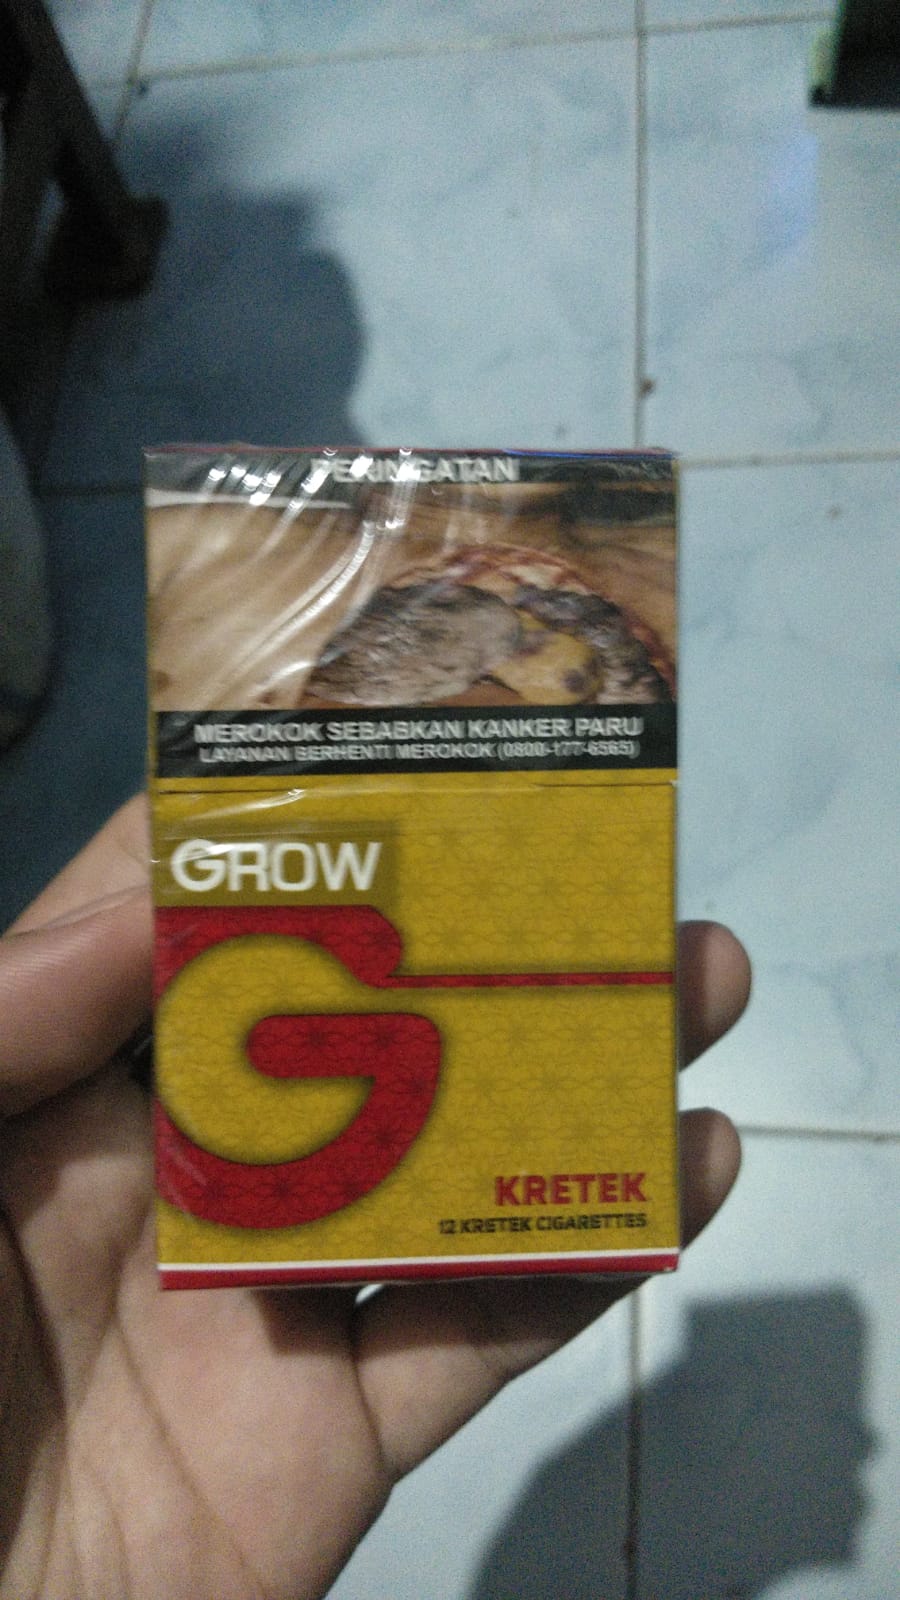 PERINGATAN
MEROKOK SEBABKAN KANKER PARU
LAYANAN BERHENTI MEROKOK (0800-177-6565)
GROW
G
KRETEK
12 KRETEK CIGARETTES